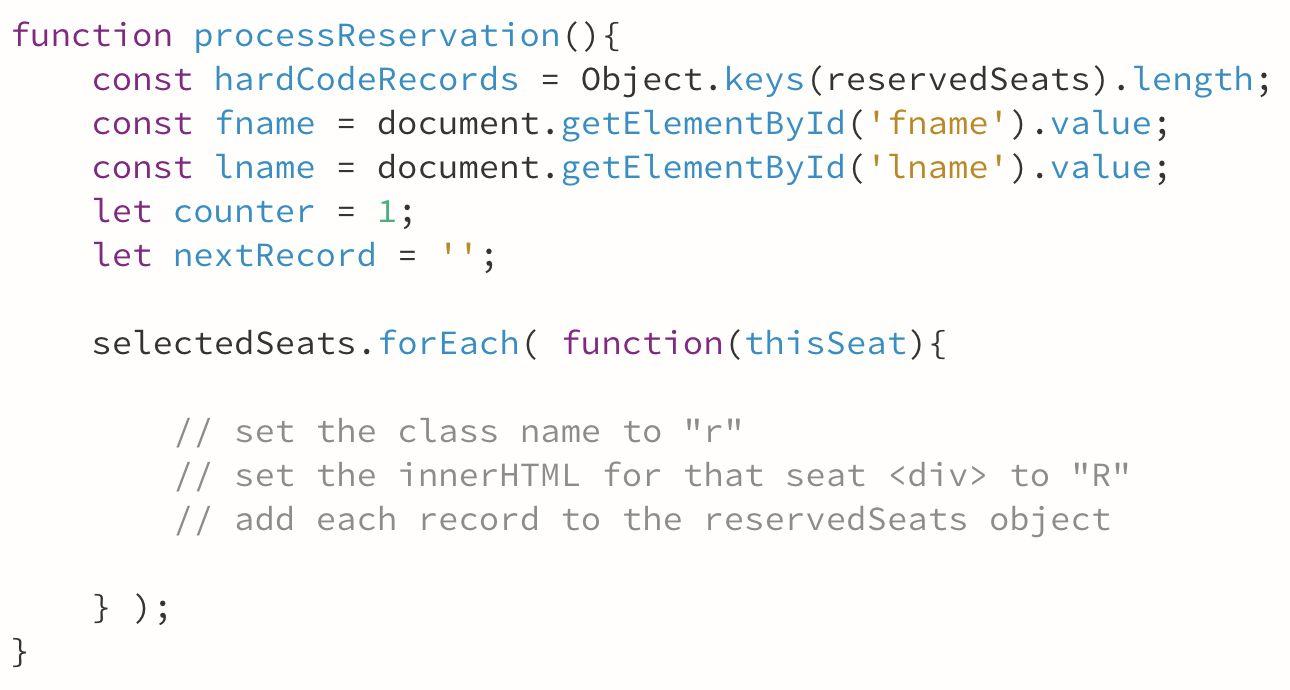 function processReservation(){
    const hardCodeRecords = Object.keys(reservedSeats).length;
    const fname = document.getElementById('fname').value;
    const lname = document.getElementById('lname').value;
    let counter = 1;
    let nextRecord = '';

    selectedSeats.forEach( function(thisSeat){

        // set the class name to "r"
        // set the innerHTML for that seat <div> to "R"
        // add each record to the reservedSeats object

    } );
}